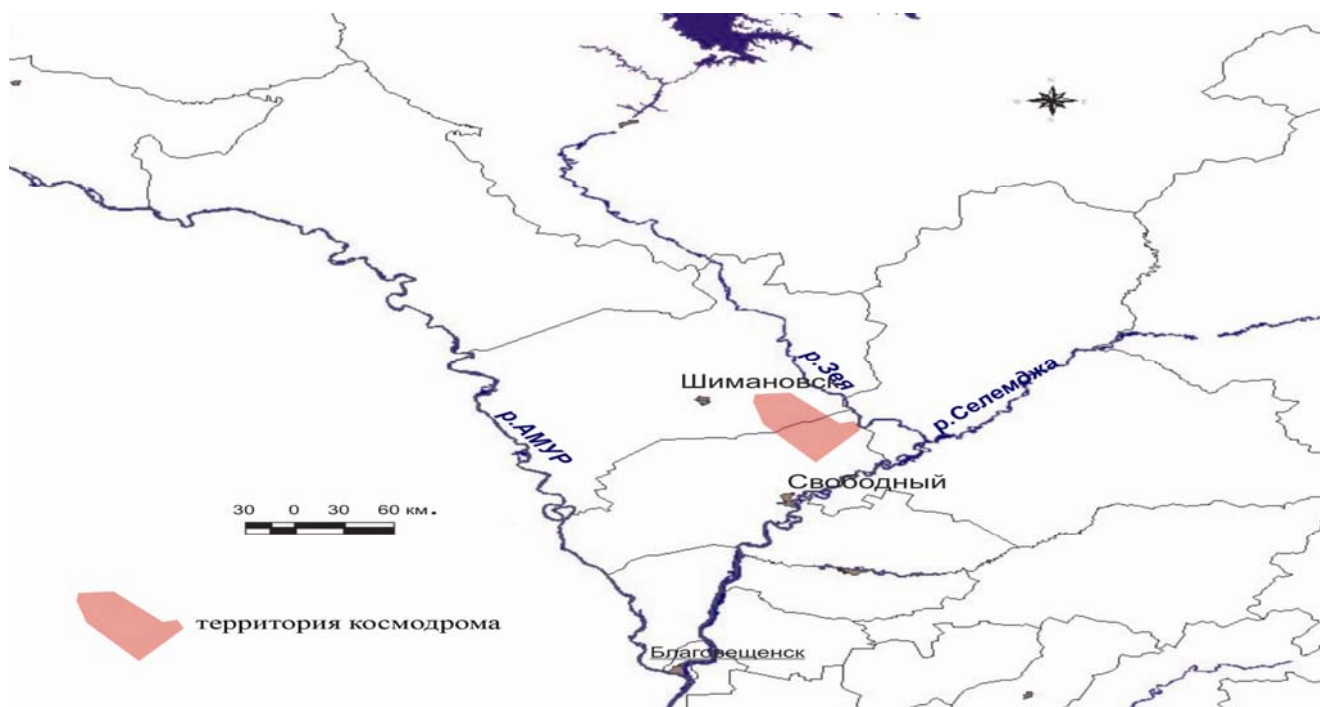 N
W E
S
р.Зея
Шимановск
р.Селемджа
р.АМУР
Свободный
30 0 30 60 км.
территория космодрома
Благовещенск